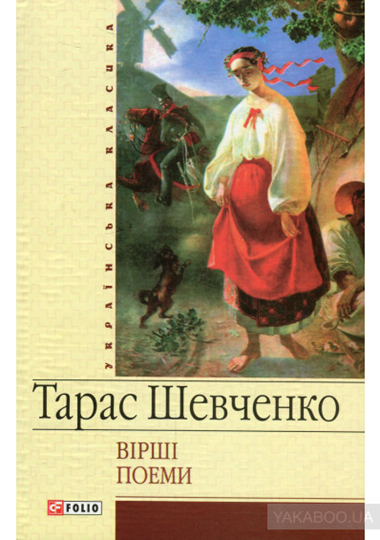 УКРАЇНСЬКА КЛАСИКА
Тарас Шевченко
ВІРШІ
ПОЕМИ
FOLIO
YAKABOO.UA